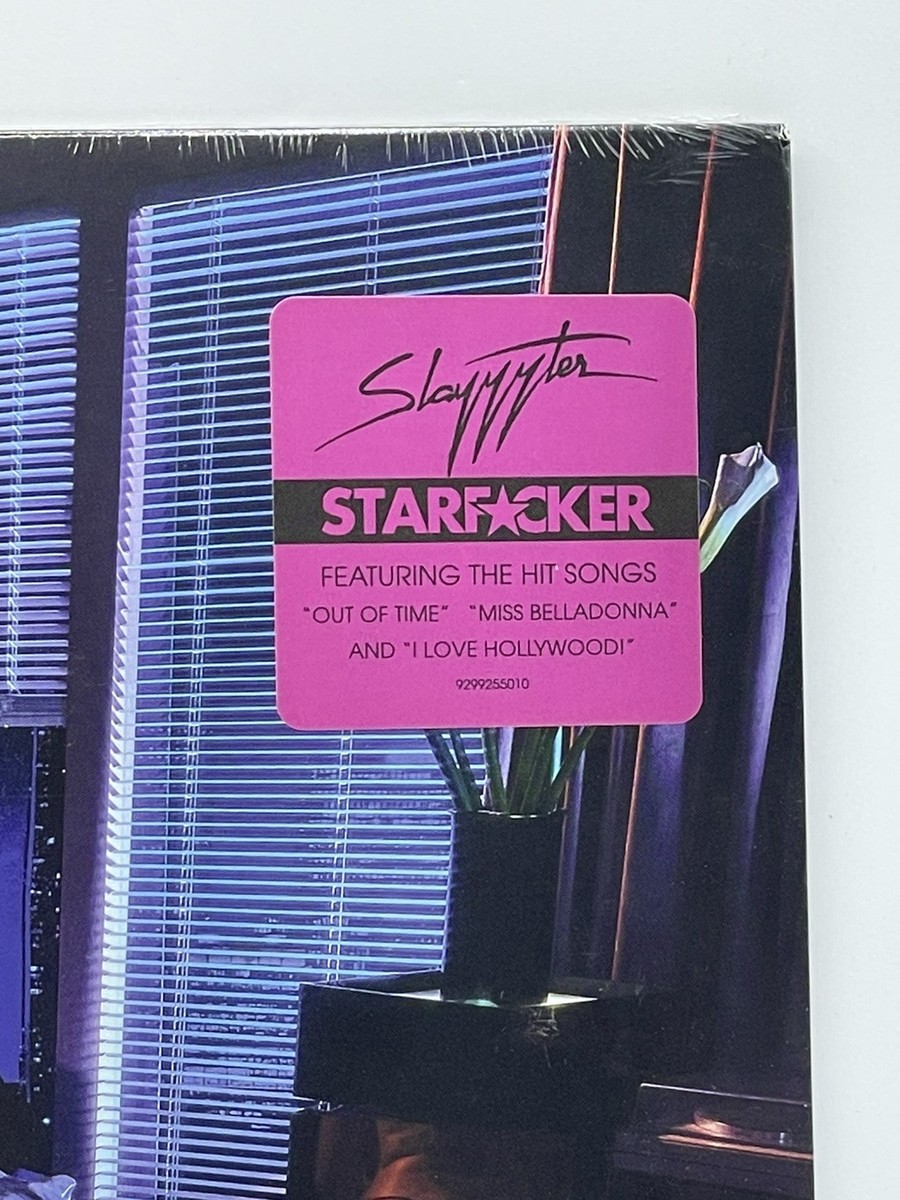 Slayyyter
STARF★CKER
FEATURING THE HIT SONGS
"OUT OF TIME" "MISS BELLADONNA"
AND "I LOVE HOLLYWOOD!"
9299255010